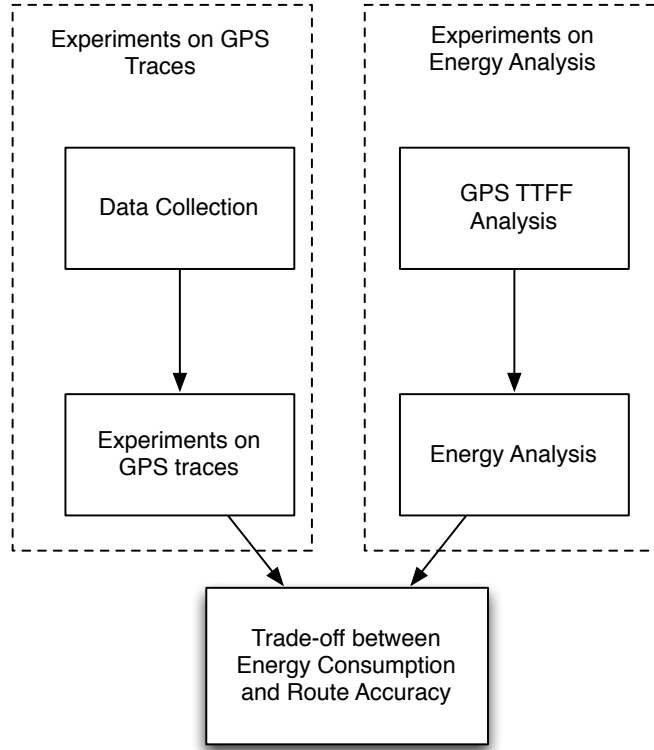 Experiments on GPS
Traces
Data Collection
Experiments on
GPS traces
Experiments on
Energy Analysis
GPS TTFF
Analysis
Energy Analysis
Trade-off between
Energy Consumption
and Route Accuracy